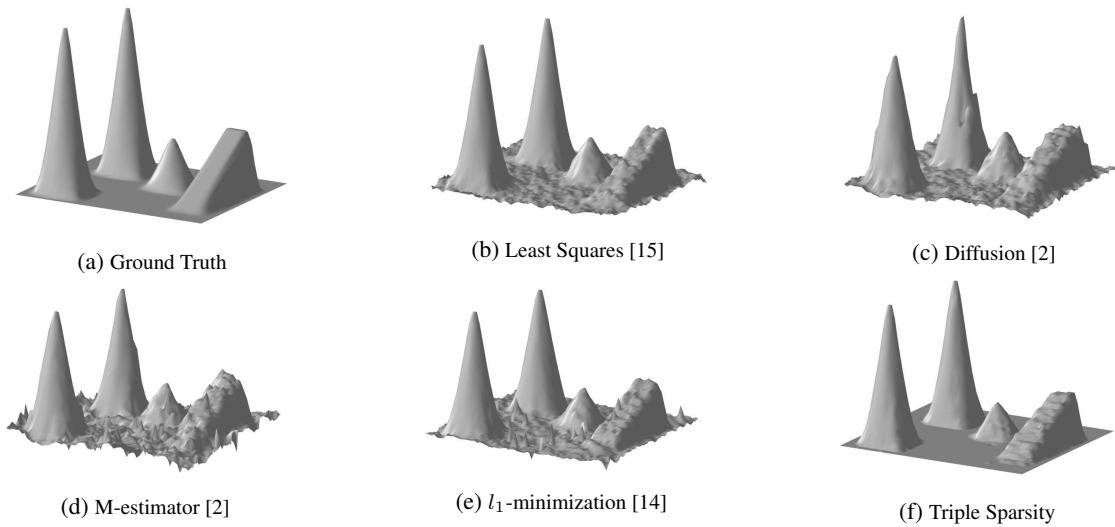 (a) Ground Truth
(b) Least Squares [15]
(c) Diffusion [2]
(d) M-estimator [2]
(e) l₁-minimization [14]
(f) Triple Sparsity